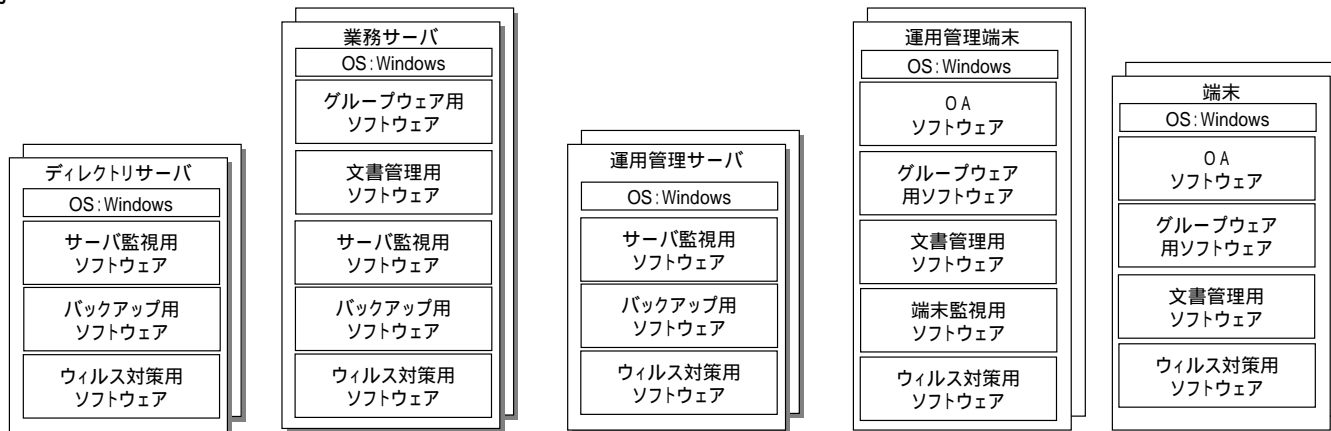 ディレクトリサーバ
OS:Windows
サーバ監視用
ソフトウェア
バックアップ用
ソフトウェア
ウィルス対策用
ソフトウェア
業務サーバ
OS:Windows
グループウェア用
ソフトウェア
文書管理用
ソフトウェア
サーバ監視用
ソフトウェア
バックアップ用
ソフトウェア
ウィルス対策用
ソフトウェア
運用管理サーバ
OS:Windows
サーバ監視用
ソフトウェア
バックアップ用
ソフトウェア
ウィルス対策用
ソフトウェア
運用管理端末
OS:Windows
OA
ソフトウェア
グループウェア
用ソフトウェア
文書管理用
ソフトウェア
端末監視用
ソフトウェア
ウィルス対策用
ソフトウェア
端末
OS:Windows
OA
ソフトウェア
グループウェア
用ソフトウェア
文書管理用
ソフトウェア
ウィルス対策用
ソフトウェア